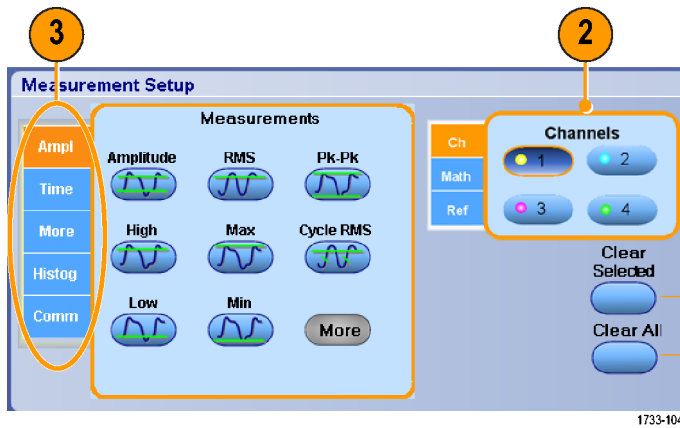 3
2
Measurement Setup
Ampl
Time
More
Histog
Comm
Measurements
Amplitude
RMS
Pk-Pk
High
Max
Cycle RMS
Low
Min
More
Ch
Math
Ref
Channels
1
2
3
4
Clear
Selected
Clear All
1733-104